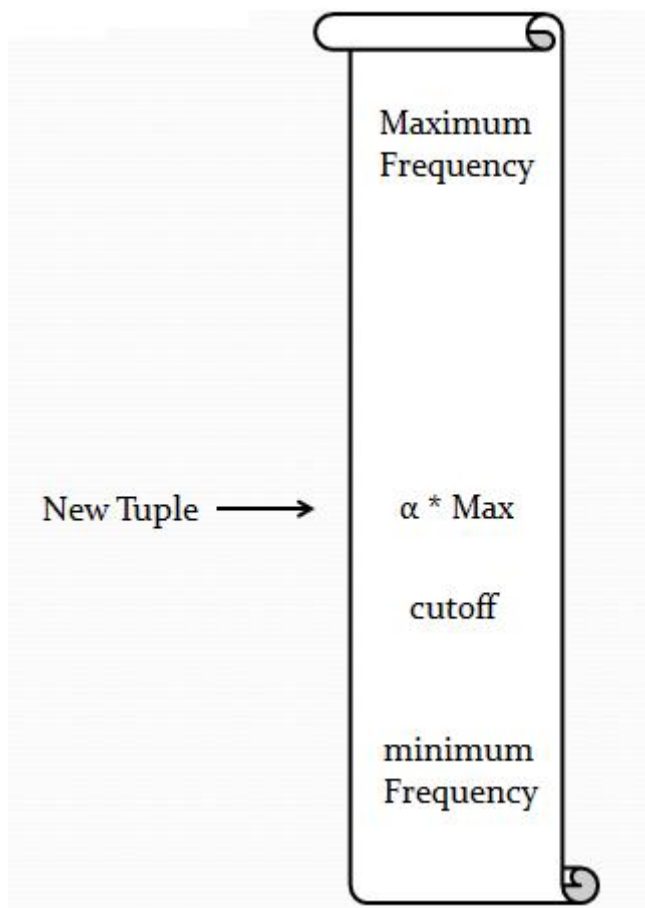 Maximum
Frequency
New Tuple
α * Max
cutoff
minimum
Frequency